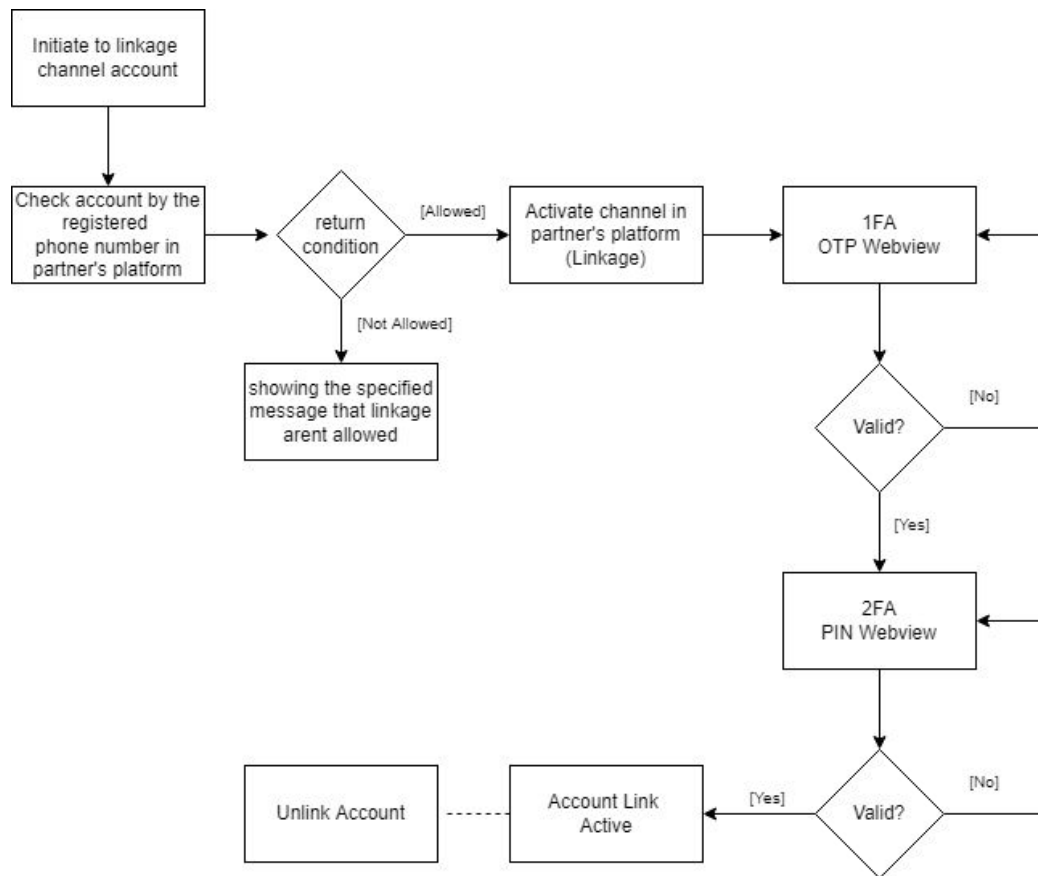 Initiate to linkage
channel account
Check account by the
registered
phone number in
partner's platform
return
condition
[Allowed]
Activate channel in
partner's platform
(Linkage)
1FA
OTP Webview
[Not Allowed]
showing the specified
message that linkage
arent allowed
Valid?
[No]
[Yes]
2FA
PIN Webview
Valid?
[No]
[Yes]
Account Link
Active
Unlink Account